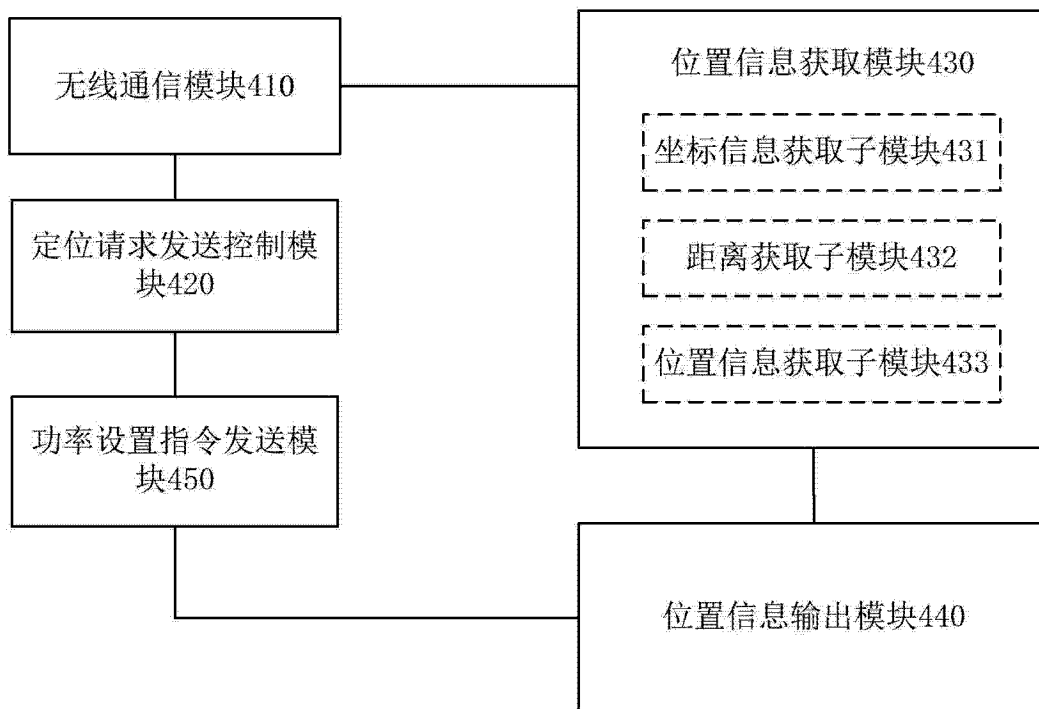 无线通信模块410
定位请求发送控制模
块420
功率设置指令发送模
块450
位置信息获取模块430
坐标信息获取子模块431
距离获取子模块432
位置信息获取子模块433
位置信息输出模块440